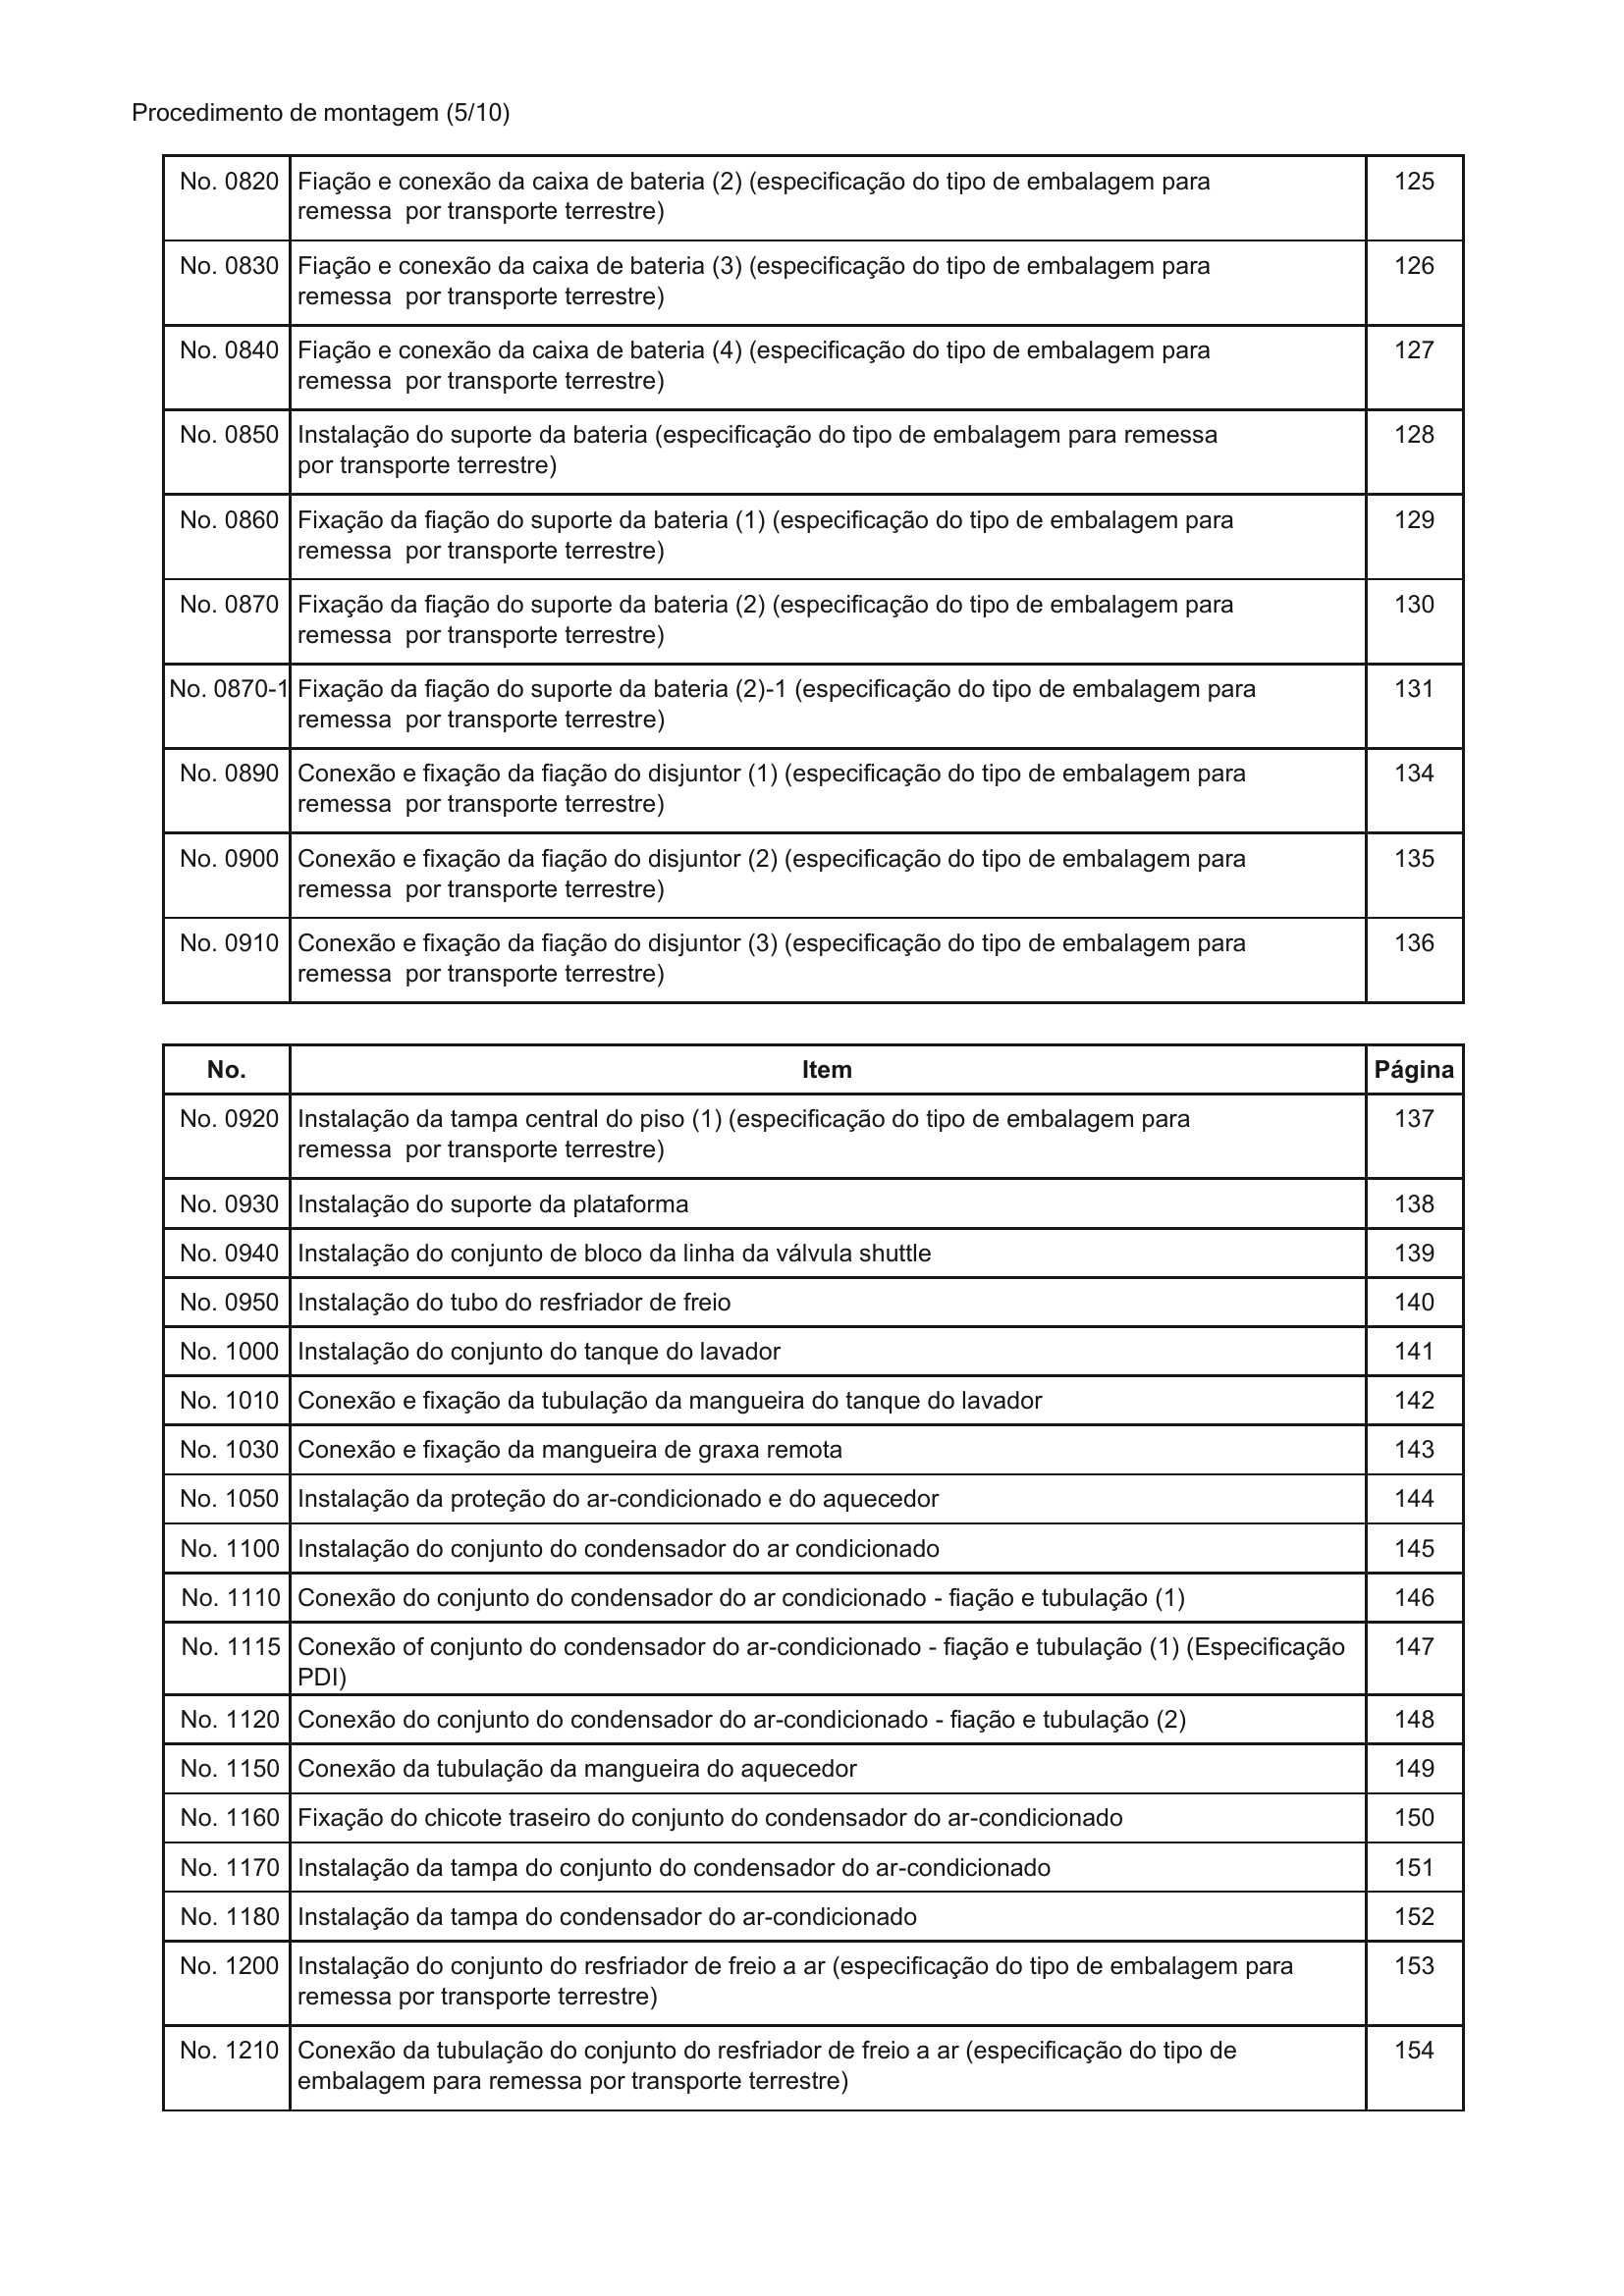 Procedimento de montagem (5/10)
No. 0820 Fiação e conexão da caixa de bateria (2) (especificação do tipo de embalagem para 125
remessa  por transporte terrestre)
No. 0830 Fiação e conexão da caixa de bateria (3) (especificação do tipo de embalagem para 126
remessa  por transporte terrestre)
No. 0840 Fiação e conexão da caixa de bateria (4) (especificação do tipo de embalagem para 127
remessa  por transporte terrestre)
No. 0850 Instalação do suporte da bateria (especificação do tipo de embalagem para remessa 128
por transporte terrestre)
No. 0860 Fixação da fiação do suporte da bateria (1) (especificação do tipo de embalagem para 129
remessa  por transporte terrestre)
No. 0870 Fixação da fiação do suporte da bateria (2) (especificação do tipo de embalagem para 130
remessa  por transporte terrestre)
No. 0870-1 Fixação da fiação do suporte da bateria (2)-1 (especificação do tipo de embalagem para 131
remessa  por transporte terrestre)
No. 0890 Conexão e fixação da fiação do disjuntor (1) (especificação do tipo de embalagem para 134
remessa  por transporte terrestre)
No. 0900 Conexão e fixação da fiação do disjuntor (2) (especificação do tipo de embalagem para 135
remessa  por transporte terrestre)
No. 0910 Conexão e fixação da fiação do disjuntor (3) (especificação do tipo de embalagem para 136
remessa  por transporte terrestre)
No. Item Página
No. 0920 Instalação da tampa central do piso (1) (especificação do tipo de embalagem para 137
remessa  por transporte terrestre)
No. 0930 Instalação do suporte da plataforma 138
No. 0940 Instalação do conjunto de bloco da linha da válvula shuttle 139
No. 0950 Instalação do tubo do resfriador de freio 140
No. 1000 Instalação do conjunto do tanque do lavador 141
No. 1010 Conexão e fixação da tubulação da mangueira do tanque do lavador 142
No. 1030 Conexão e fixação da mangueira de graxa remota 143
No. 1050 Instalação da proteção do ar-condicionado e do aquecedor 144
No. 1100 Instalação do conjunto do condensador do ar condicionado 145
No. 1110 Conexão do conjunto do condensador do ar condicionado - fiação e tubulação (1) 146
No. 1115 Conexão of conjunto do condensador do ar-condicionado - fiação e tubulação (1) (Especificação 147
PDI)
No. 1120 Conexão do conjunto do condensador do ar-condicionado - fiação e tubulação (2) 148
No. 1150 Conexão da tubulação da mangueira do aquecedor 149
No. 1160 Fixação do chicote traseiro do conjunto do condensador do ar-condicionado 150
No. 1170 Instalação da tampa do conjunto do condensador do ar-condicionado 151
No. 1180 Instalação da tampa do condensador do ar-condicionado 152
No. 1200 Instalação do conjunto do resfriador de freio a ar (especificação do tipo de embalagem para 153
remessa por transporte terrestre)
No. 1210 Conexão da tubulação do conjunto do resfriador de freio a ar (especificação do tipo de 154
embalagem para remessa por transporte terrestre)